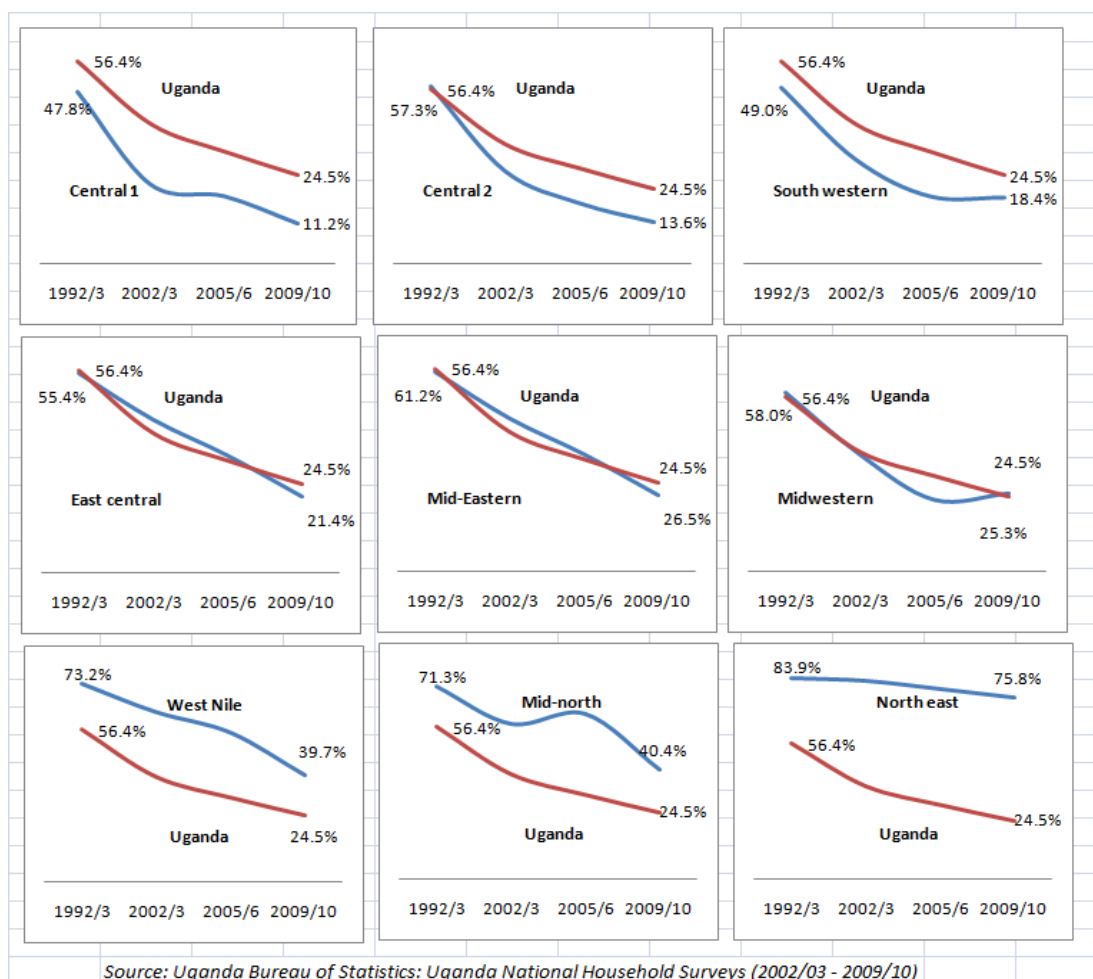 56.4%
Uganda
47.8%
Central 1
24.5%
11.2%
1992/3 2002/3 2005/6 2009/10
56.4%
Uganda
57.3%
Central 2
24.5%
13.6%
1992/3 2002/3 2005/6 2009/10
56.4%
Uganda
49.0%
South western
24.5%
18.4%
1992/3 2002/3 2005/6 2009/10
56.4%
Uganda
55.4%
East central
24.5%
21.4%
1992/3 2002/3 2005/6 2009/10
56.4%
Uganda
61.2%
Mid-Eastern
24.5%
26.5%
1992/3 2002/3 2005/6 2009/10
56.4%
Uganda
58.0%
Midwestern
24.5%
25.3%
1992/3 2002/3 2005/6 2009/10
73.2%
West Nile
56.4%
39.7%
Uganda
24.5%
1992/3 2002/3 2005/6 2009/10
71.3%
Mid-north
56.4%
40.4%
Uganda
24.5%
1992/3 2002/3 2005/6 2009/10
83.9%
75.8%
North east
56.4%
Uganda
24.5%
1992/3 2002/3 2005/6 2009/10
Source: Uganda Bureau of Statistics: Uganda National Household Surveys (2002/03 - 2009/10)